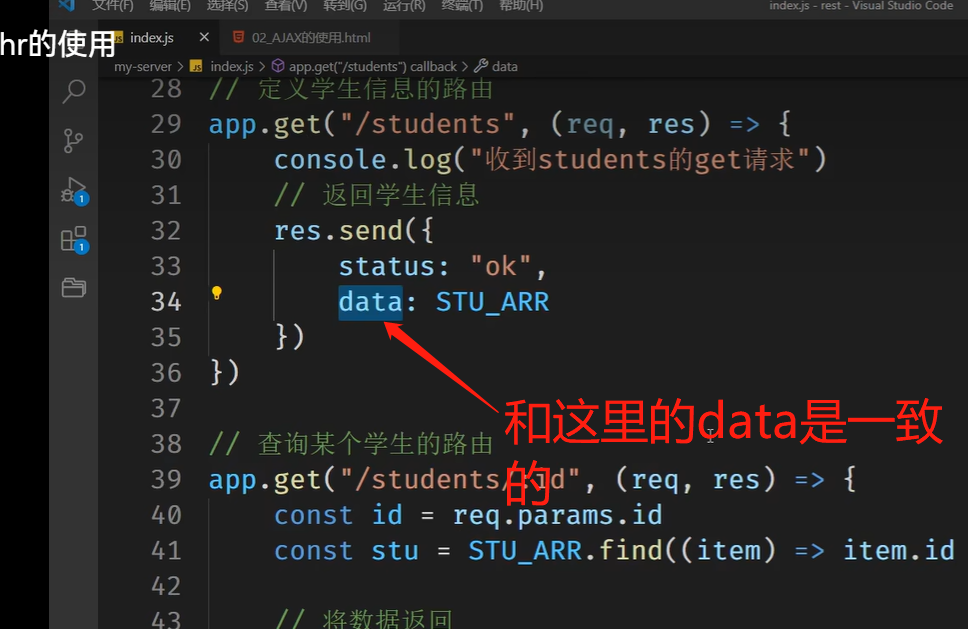 文件(F) 编辑(E) 选择(S) 查看(V) 转到(G) 运行(R) 终端(T) 帮助(H) index.js - rest - Visual Studio Code
hr的使用
JS index.js × 5 02_AJAX的使用.html
my-server > JS index.js > app.get("/students") callback > data
28 // 定义学生信息的路由
29 app.get("/students", (req, res) => {
30 console.log("收到students的get请求")
31 // 返回学生信息
32 res.send({
33 status: "ok",
34 data: STU_ARR
35 })
36 })
37
和这里的data是一致
的
38 // 查询某个学生的路由
39 app.get("/students/:id", (req, res) => {
40 const id = req.params.id
41 const stu = STU_ARR.find((item) => item.id
42
43 // 将数据返回
1
1